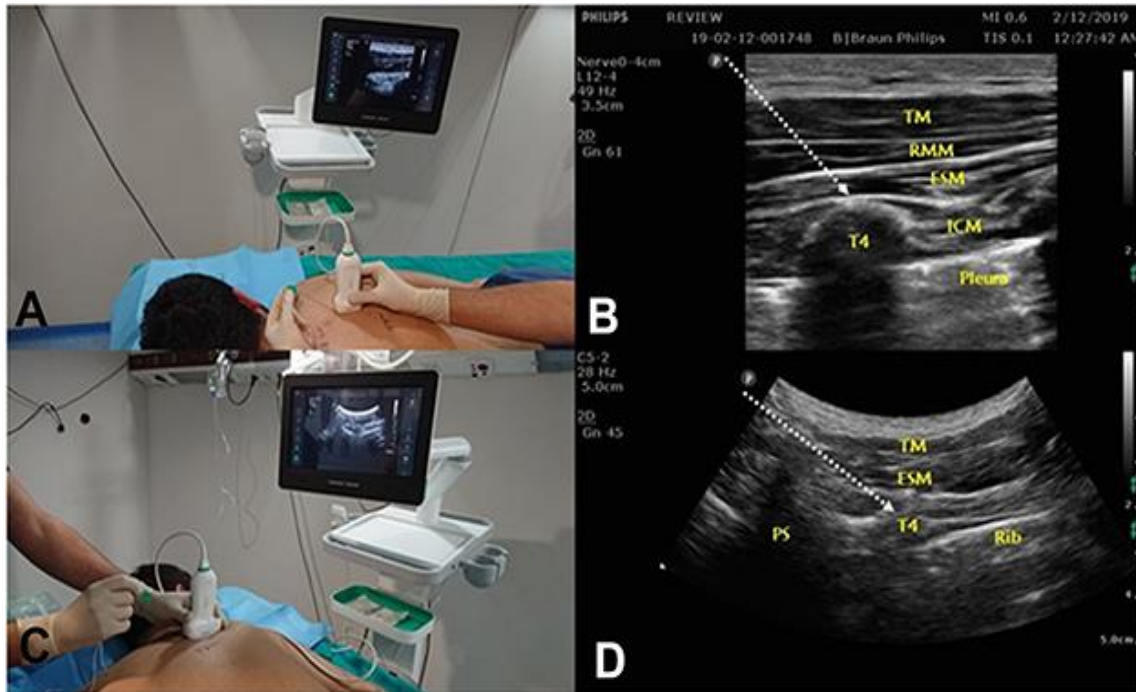 A
PHILIPS REVIEW MI 0.6 2/12/2019
19-02-12-001748 B|Braun Philips TIS 0.1 12:27:42 AM
Nerve0-4cm
L12-4
49 Hz
3.5cm
2D
Gn 61
P
TM
RMM
ESM
ICM
T4
Pleura
B
C
C5-2
28 Hz
5.0cm
2D
Gn 45
P
TM
ESM
T4
PS
Rib
5.0cm
D